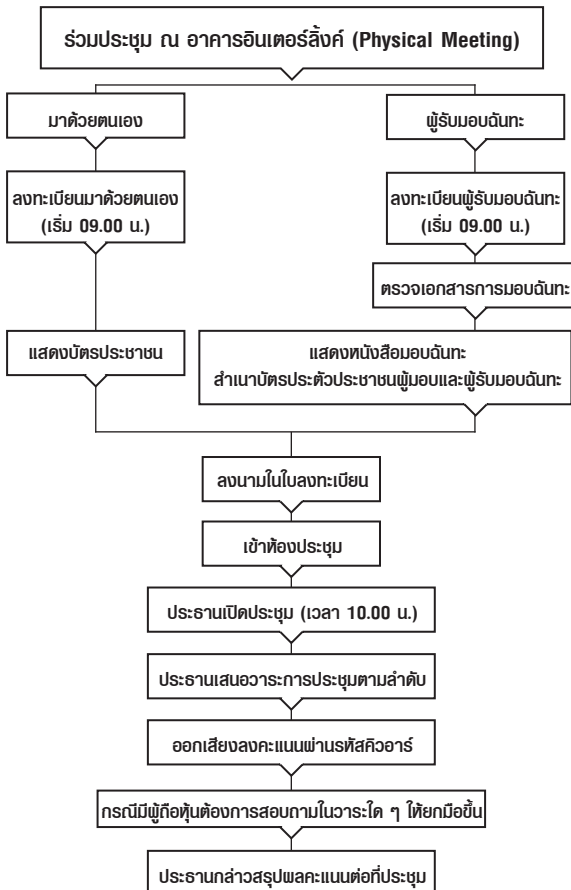 ร่วมประชุม ณ อาคารอินเตอร์ลิ้งค์ (Physical Meeting)
มาด้วยตนเอง
ผู้รับมอบฉันทะ
ลงทะเบียนมาด้วยตนเอง
(เริ่ม 09.00 น.)
ลงทะเบียนผู้รับมอบฉันทะ
(เริ่ม 09.00 น.)
ตรวจเอกสารการมอบฉันทะ
แสดงบัตรประชาชน
แสดงหนังสือมอบฉันทะ
สำเนาบัตรประตัวประชาชนผู้มอบและผู้รับมอบฉันทะ
ลงนามในใบลงทะเบียน
เข้าห้องประชุม
ประธานเปิดประชุม (เวลา 10.00 น.)
ประธานเสนอวาระการประชุมตามลำดับ
ออกเสียงลงคะแนนผ่านรหัสคิวอาร์
กรณีมีผู้ถือหุ้นต้องการสอบถามในวาระใด ๆ ให้ยกมือขึ้น
ประธานกล่าวสรุปผลคะแนนต่อที่ประชุม